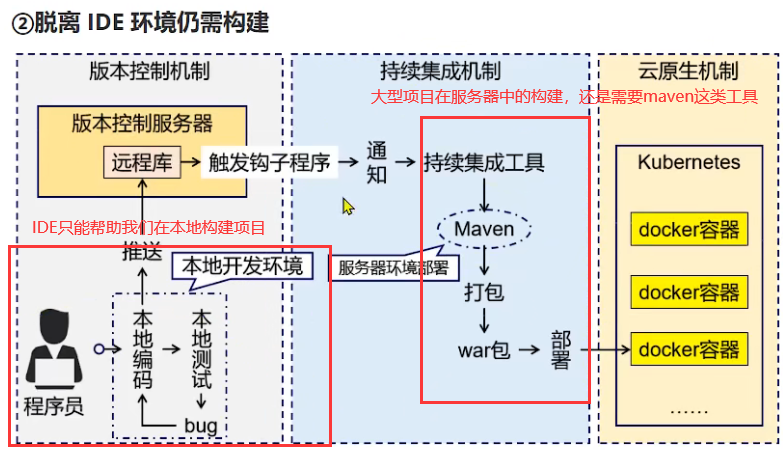 ②脱离 IDE 环境仍需构建
版本控制机制
持续集成机制
云原生机制
大型项目在服务器中的构建，还是需要maven这类工具
版本控制服务器
远程库
触发钩子程序
通知
持续集成工具
Kubernetes
IDE只能帮助我们在本地构建项目
推送
本地开发环境
服务器环境部署
Maven
docker容器
打包
docker容器
本地编码
本地测试
war包
部署
docker容器
程序员
bug
……